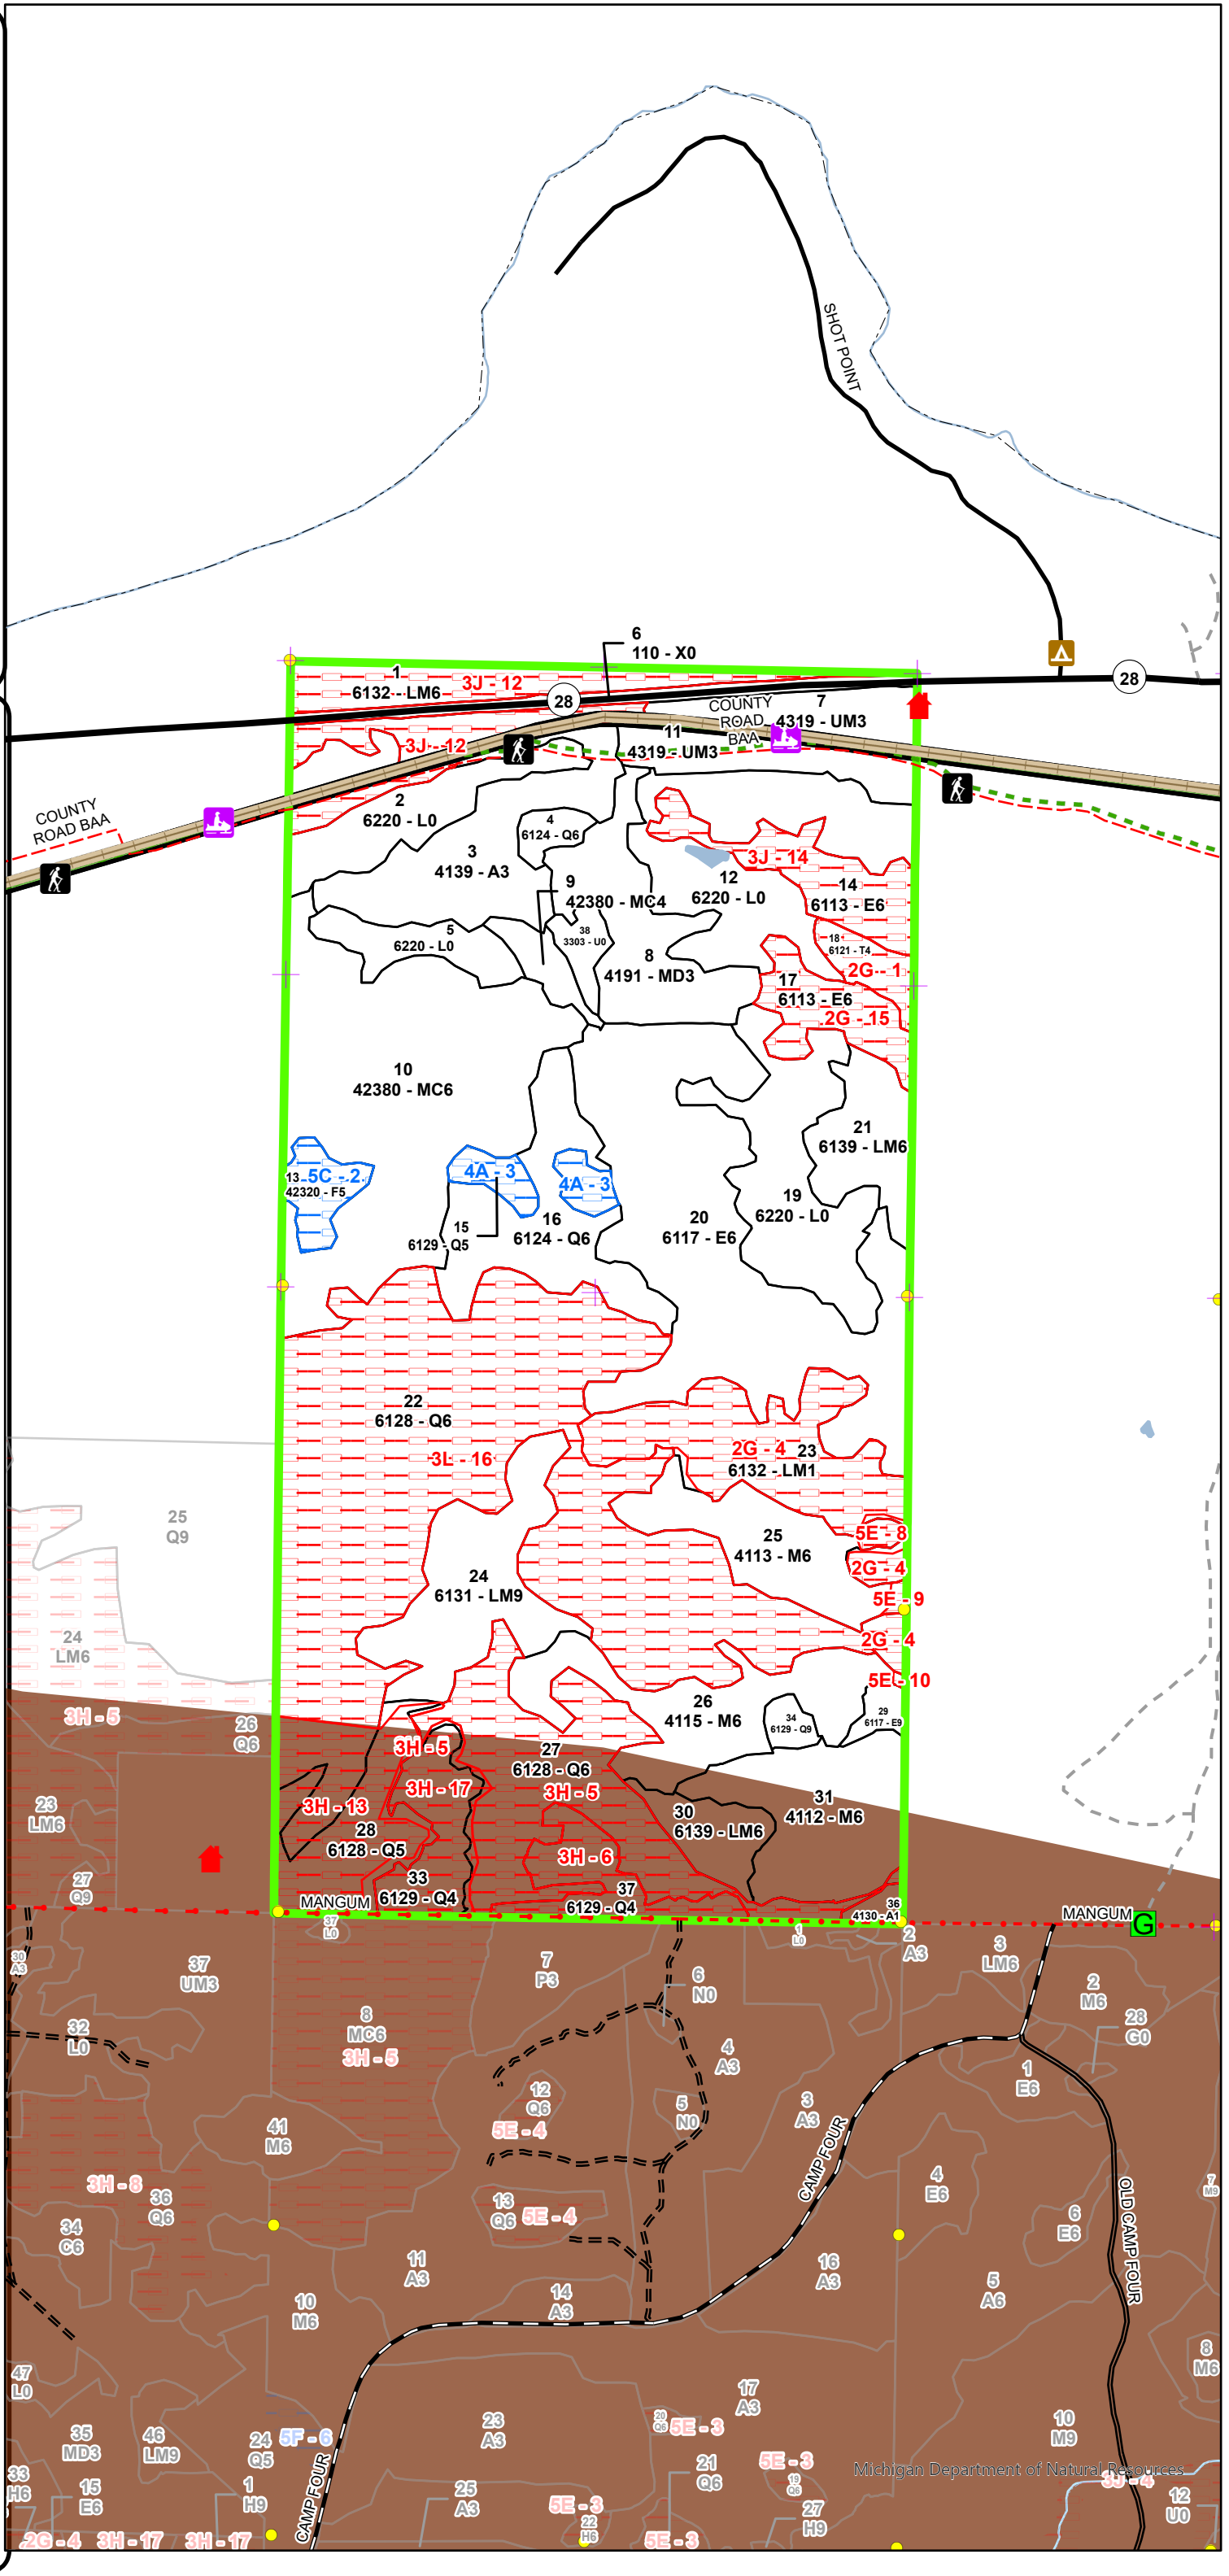 SHOT POINT
6
110 - X0
1
6132 - LM6
3J - 12
28
28
COUNTY
ROAD
BAA
7
4319 - UM3
11
4319 - UM3
3J - 12
COUNTY
ROAD BAA
2
6220 - L0
4
6124 - Q6
3
4139 - A3
3J - 14
12
6220 - L0
14
6113 - E6
9
42380 - MC4
5
6220 - L0
38
3303 - U0
8
4191 - MD3
18
6121 - T4
2G - 1
17
6113 - E6
2G - 15
10
42380 - MC6
21
6139 - LM6
13
5C - 2
42320 - F5
4A - 3
4A - 3
15
6129 - Q5
16
6124 - Q6
20
6117 - E6
19
6220 - L0
22
6128 - Q6
3L - 16
2G - 4
23
6132 - LM1
25
Q9
25
4113 - M6
5E - 8
2G - 4
5E - 9
24
6131 - LM9
24
LM6
2G - 4
5E - 10
26
4115 - M6
34
6129 - Q9
29
6117 - E9
3H - 5
26
Q6
3H - 5
27
6128 - Q6
3H - 5
3H - 17
3H - 13
23
LM6
28
6128 - Q5
30
6139 - LM6
31
4112 - M6
3H - 6
27
Q9
33
6129 - Q4
37
6129 - Q4
36
4130 - A1
MANGUM
MANGUM
G
37
L0
1
L0
2
A3
3
LM6
30
A3
37
UM3
7
P3
6
N0
2
M6
28
G0
8
MC6
3H - 5
32
L0
4
A3
1
E6
12
Q6
5E - 4
5
N0
3
A3
41
M6
CAMP FOUR
3H - 8
36
Q6
34
C6
13
Q6
5E - 4
4
E6
6
E6
7
M9
OLD CAMP FOUR
11
A3
16
A3
14
A3
5
A6
10
M6
8
M6
47
L0
17
A3
20
Q6
5E - 3
23
A3
10
M9
35
MD3
46
LM9
24
Q5
5F - 6
CAMP FOUR
33
H6
15
E6
1
H9
21
Q6
5E - 3
19
Q6
Michigan Department of Natural Resources
3J - 4
12
U0
25
A3
5E - 3
22
H6
27
H9
2G - 4
3H - 17
3H - 17
5E - 3